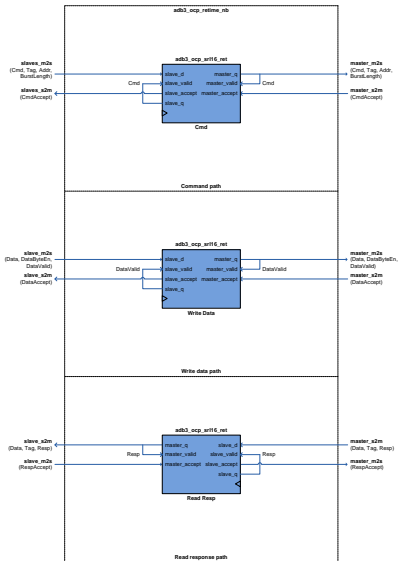 adb3_ocp_retime_nb
adb3_ocp_srl16_ret
slavea_m2s
(Cmd, Tag, Addr,
BurstLength)
slavea_s2m
(CmdAccept)
Cmd
slave_d
slave_valid
slave_accept
slave_q
master_q
master_valid
master_accept
Cmd
master_m2s
(Cmd, Tag, Addr,
BurstLength)
master_s2m
(CmdAccept)
Cmd
Command path
adb3_ocp_srl16_ret
slave_m2s
(Data, DataByteEn,
DataValid)
slave_s2m
(DataAccept)
DataValid
slave_d
slave_valid
slave_accept
slave_q
master_q
master_valid
master_accept
DataValid
master_m2s
(Data, DataByteEn,
DataValid)
master_s2m
(DataAccept)
Write Data
Write data path
adb3_ocp_srl16_ret
slave_s2m
(Data, Tag, Resp)
slave_m2s
(RespAccept)
Resp
master_q
master_valid
master_accept
slave_d
slave_valid
slave_accept
slave_q
Resp
master_s2m
(Data, Tag, Resp)
master_m2s
(RespAccept)
Read Resp
Read response path